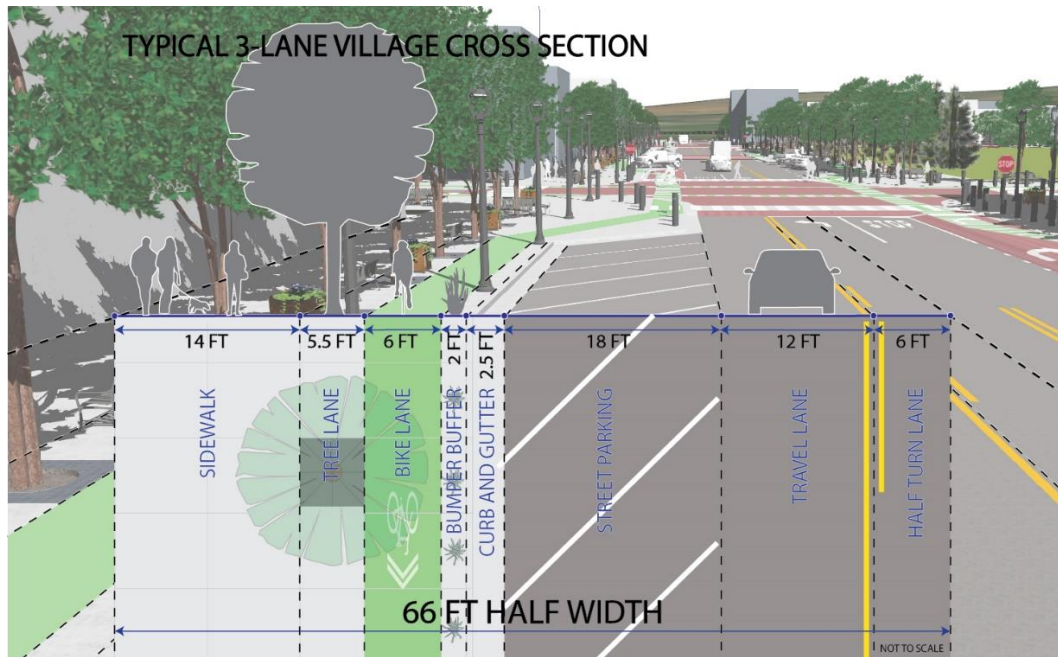 TYPICAL 3-LANE VILLAGE CROSS SECTION
STOP
STOP
14 FT
5.5 FT
6 FT
2 FT
2.5 FT
18 FT
12 FT
6 FT
SIDEWALK
TREE LANE
BIKE LANE
BUMPER BUFFER
CURB AND GUTTER
STREET PARKING
TRAVEL LANE
HALF TURN LANE
66 FT HALF WIDTH
NOT TO SCALE